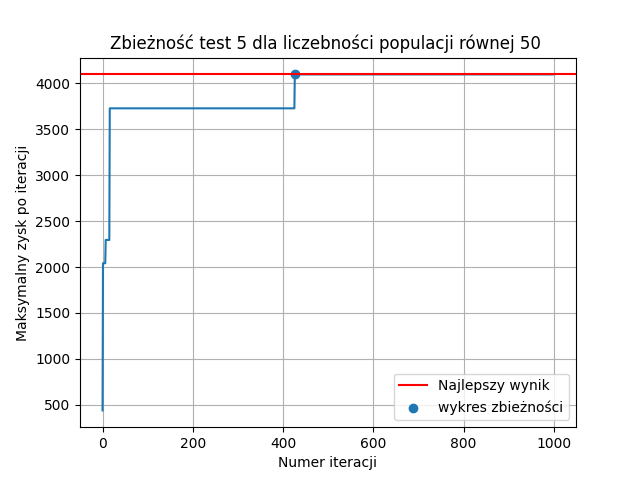 Zbieżność test 5 dla liczebności populacji równej 50
Maksymalny zysk po iteracji
4000
3500
3000
2500
2000
1500
1000
500
0 200 400 600 800 1000
Numer iteracji
Najlepszy wynik
wykres zbieżności